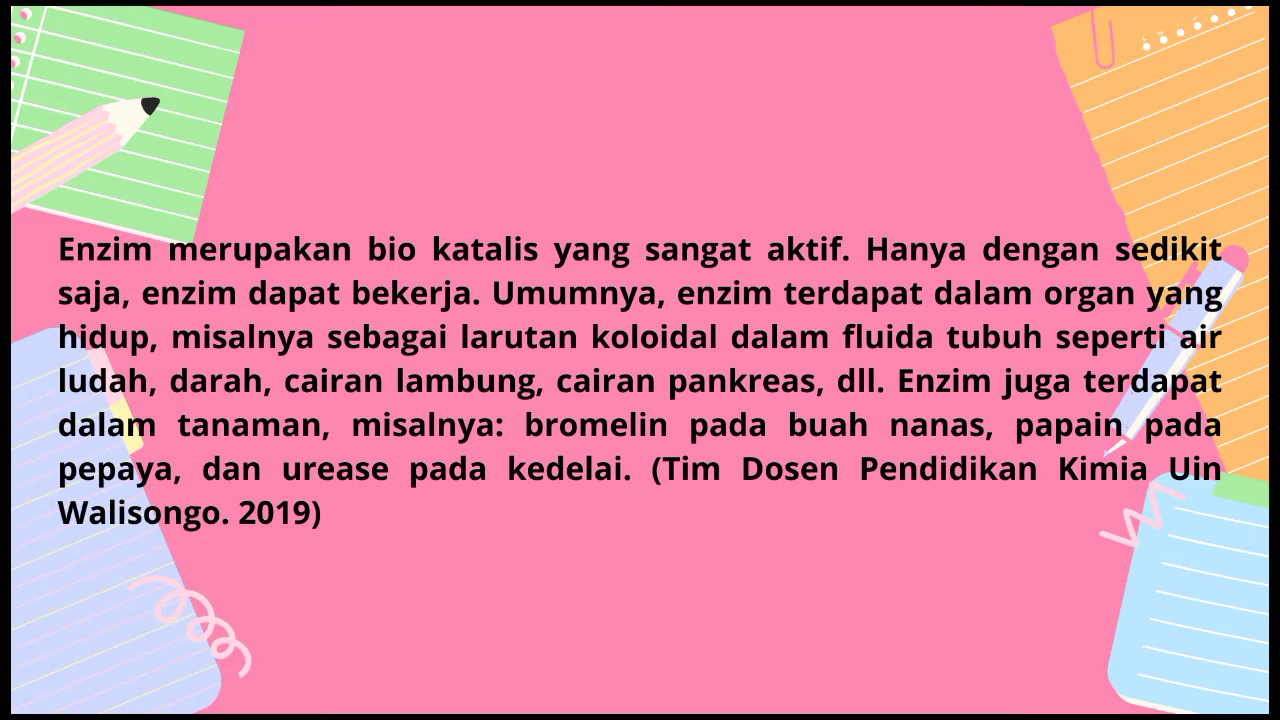 Enzim merupakan bio katalis yang sangat aktif. Hanya dengan sedikit
saja, enzim dapat bekerja. Umumnya, enzim terdapat dalam organ yang
hidup, misalnya sebagai larutan koloidal dalam fluida tubuh seperti air
ludah, darah, cairan lambung, cairan pankreas, dll. Enzim juga terdapat
dalam tanaman, misalnya: bromelin pada buah nanas, papain pada
pepaya, dan urease pada kedelai. (Tim Dosen Pendidikan Kimia Uin
Walisongo. 2019)